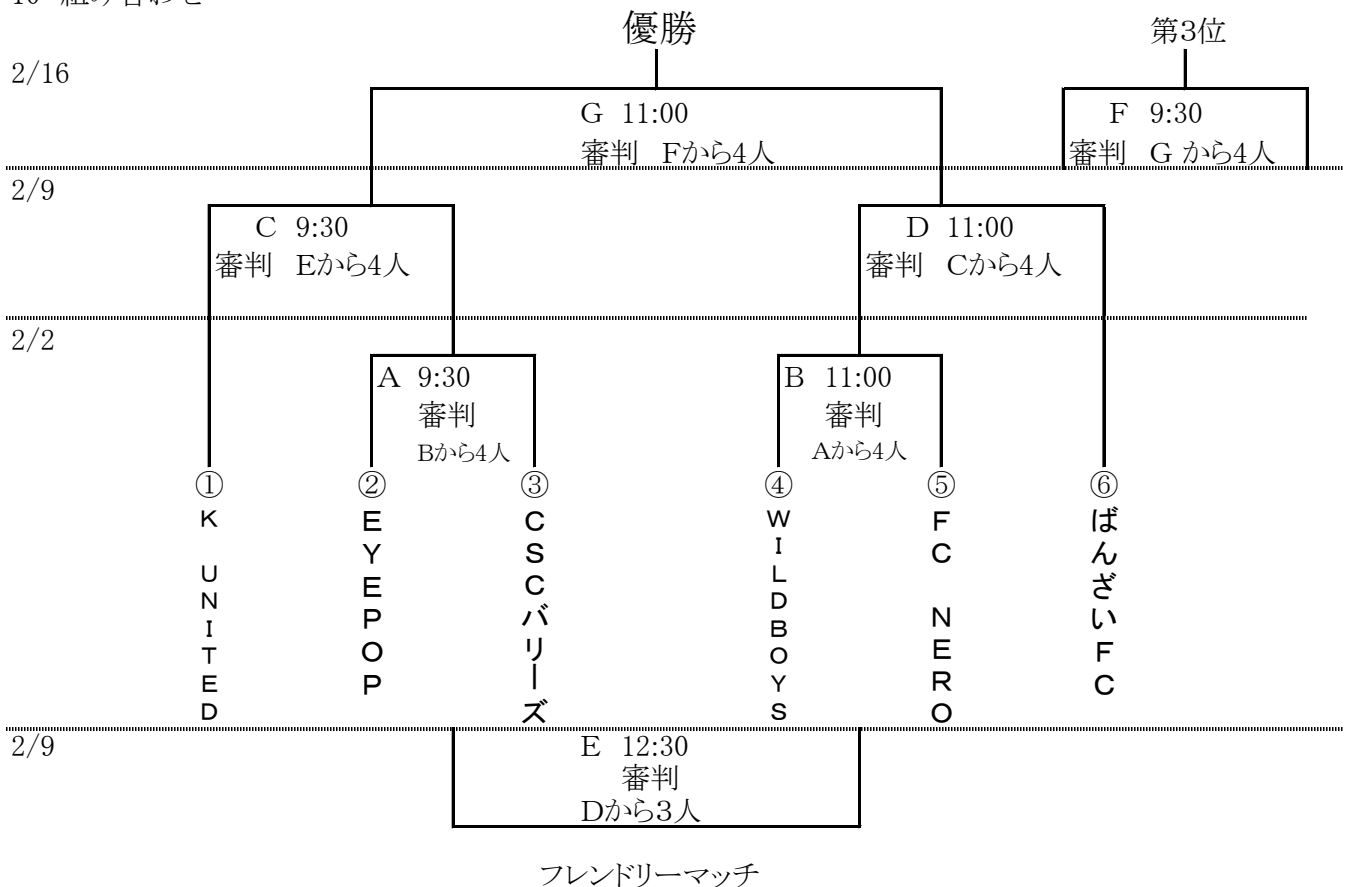 優勝
第3位
2/16
G 11:00
審判 Fから4人
F 9:30
審判 G から4人
2/9
C 9:30
審判 Eから4人
D 11:00
審判 Cから4人
2/2
A 9:30
審判
Bから4人
B 11:00
審判
Aから4人
①
K UNITED
②
EYEPOP
③
CSCバリーズ
④
WILDBOYS
⑤
FC NERO
⑥
ばんざいFC
2/9
E 12:30
審判
Dから3人
フレンドリーマッチ